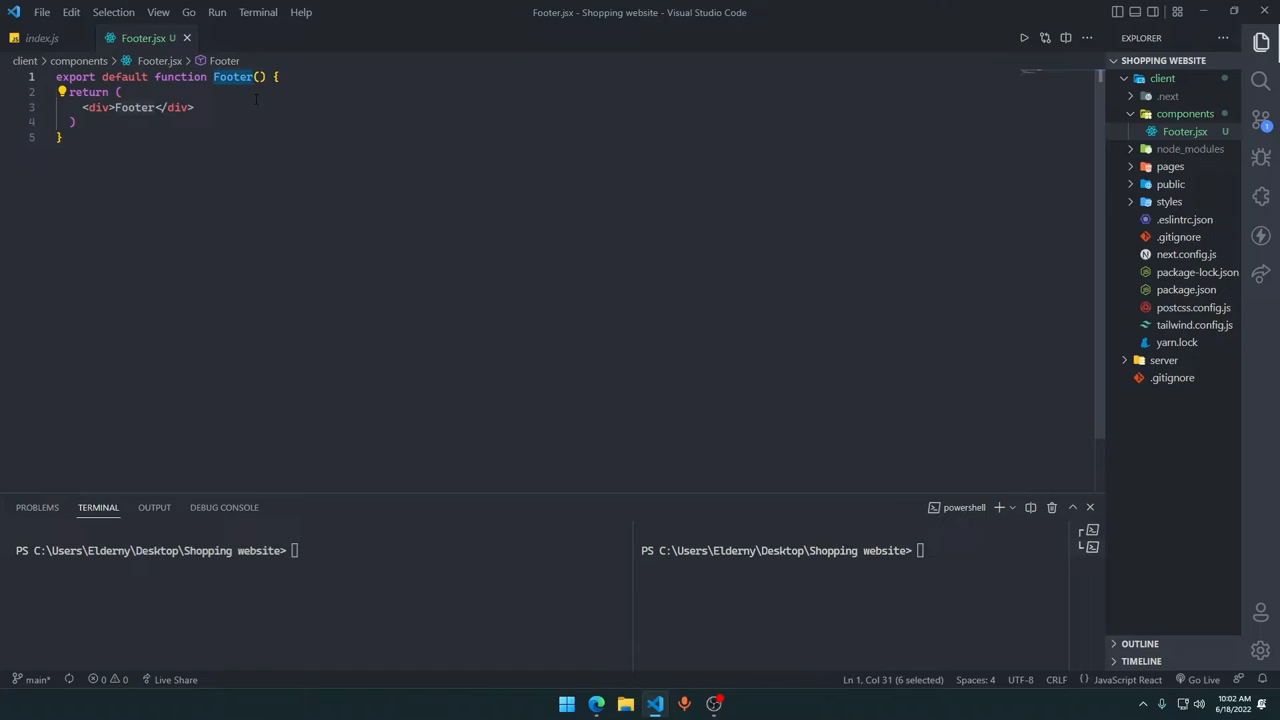 File Edit Selection View Go Run Terminal Help
Footer.jsx - Shopping website - Visual Studio Code
index.js
Footer.jsx U
client > components > Footer.jsx > Footer
1 export default function Footer() {
2 return (
3 <div>Footer</div>
4 )
5 }
EXPLORER
SHOPPING WEBSITE
client
.next
components
Footer.jsx U
node_modules
pages
public
styles
.eslintrc.json
.gitignore
next.config.js
package-lock.json
package.json
postcss.config.js
tailwind.config.js
yarn.lock
server
.gitignore
1
PROBLEMS TERMINAL OUTPUT DEBUG CONSOLE
powershell
PS C:\Users\Elderny\Desktop\Shopping website>
PS C:\Users\Elderny\Desktop\Shopping website>
OUTLINE
TIMELINE
main* 0 0 Live Share
Ln 1, Col 31 (6 selected) Spaces: 4 UTF-8 CRLF JavaScript React Go Live
10:02 AM
6/18/2022